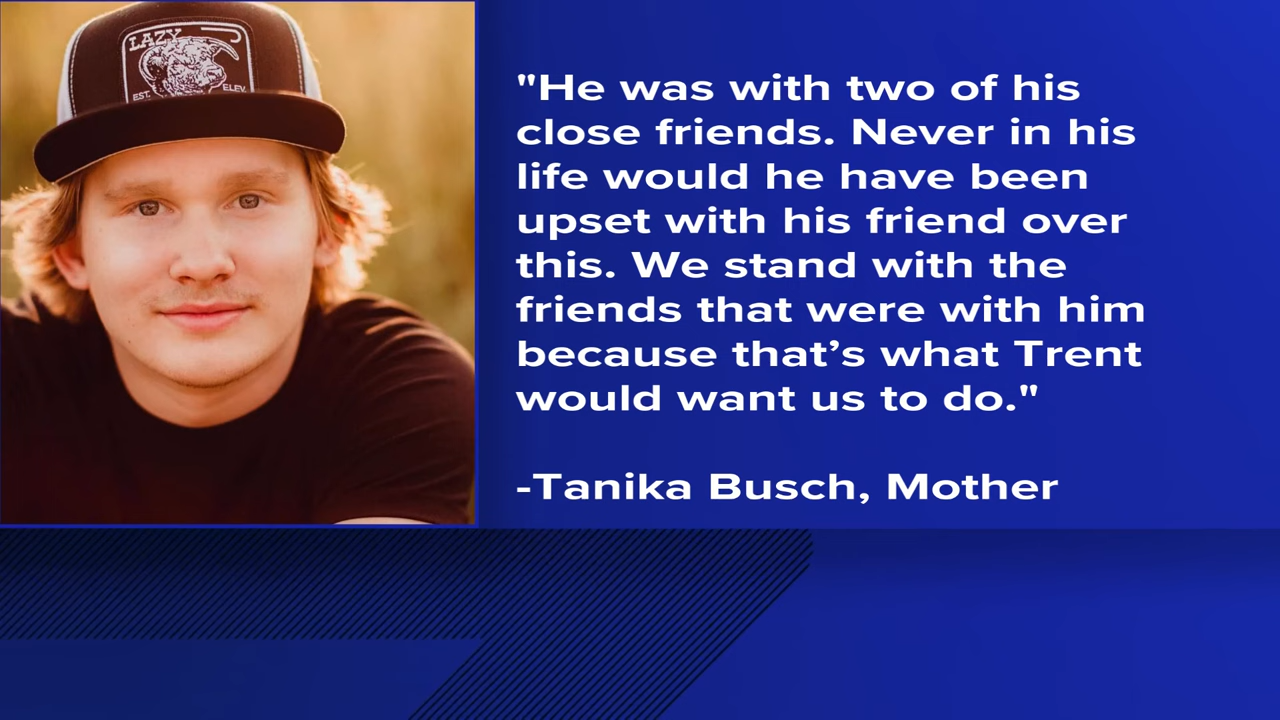 LAZY
EST. ELEV.
"He was with two of his
close friends. Never in his
life would he have been
upset with his friend over
this. We stand with the
friends that were with him
because that’s what Trent
would want us to do."
-Tanika Busch, Mother